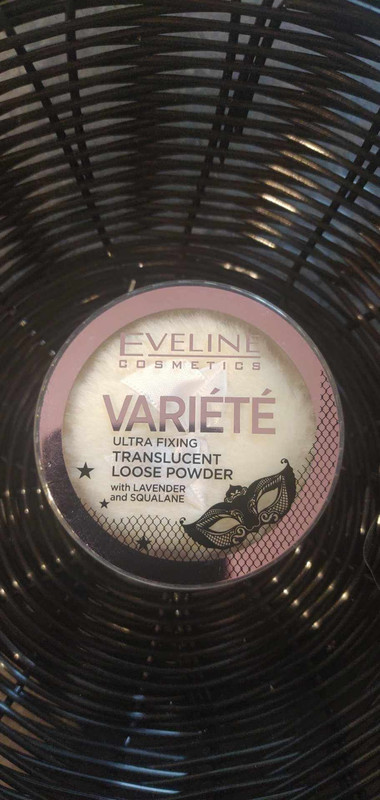 EVELINE
COSMETICS
VARIÉTÉ
ULTRA FIXING
TRANSLUCENT
LOOSE POWDER
with LAVENDER
and SQUALANE